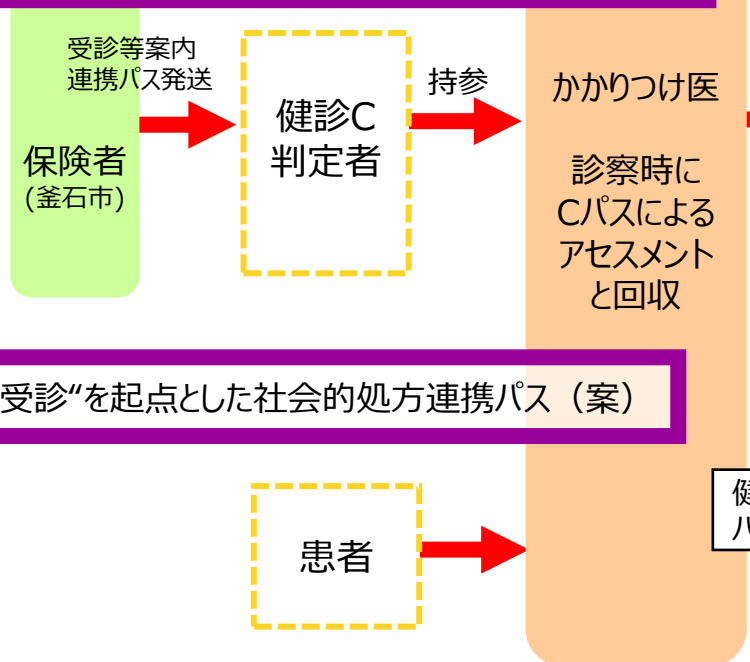 受診等案内
連携パス発送
保険者
(釜石市)
健診C
判定者
持参
かかりつけ医
診察時に
Cパスによる
アセスメント
と回収
受診“を起点とした社会的処方連携パス（案）
患者